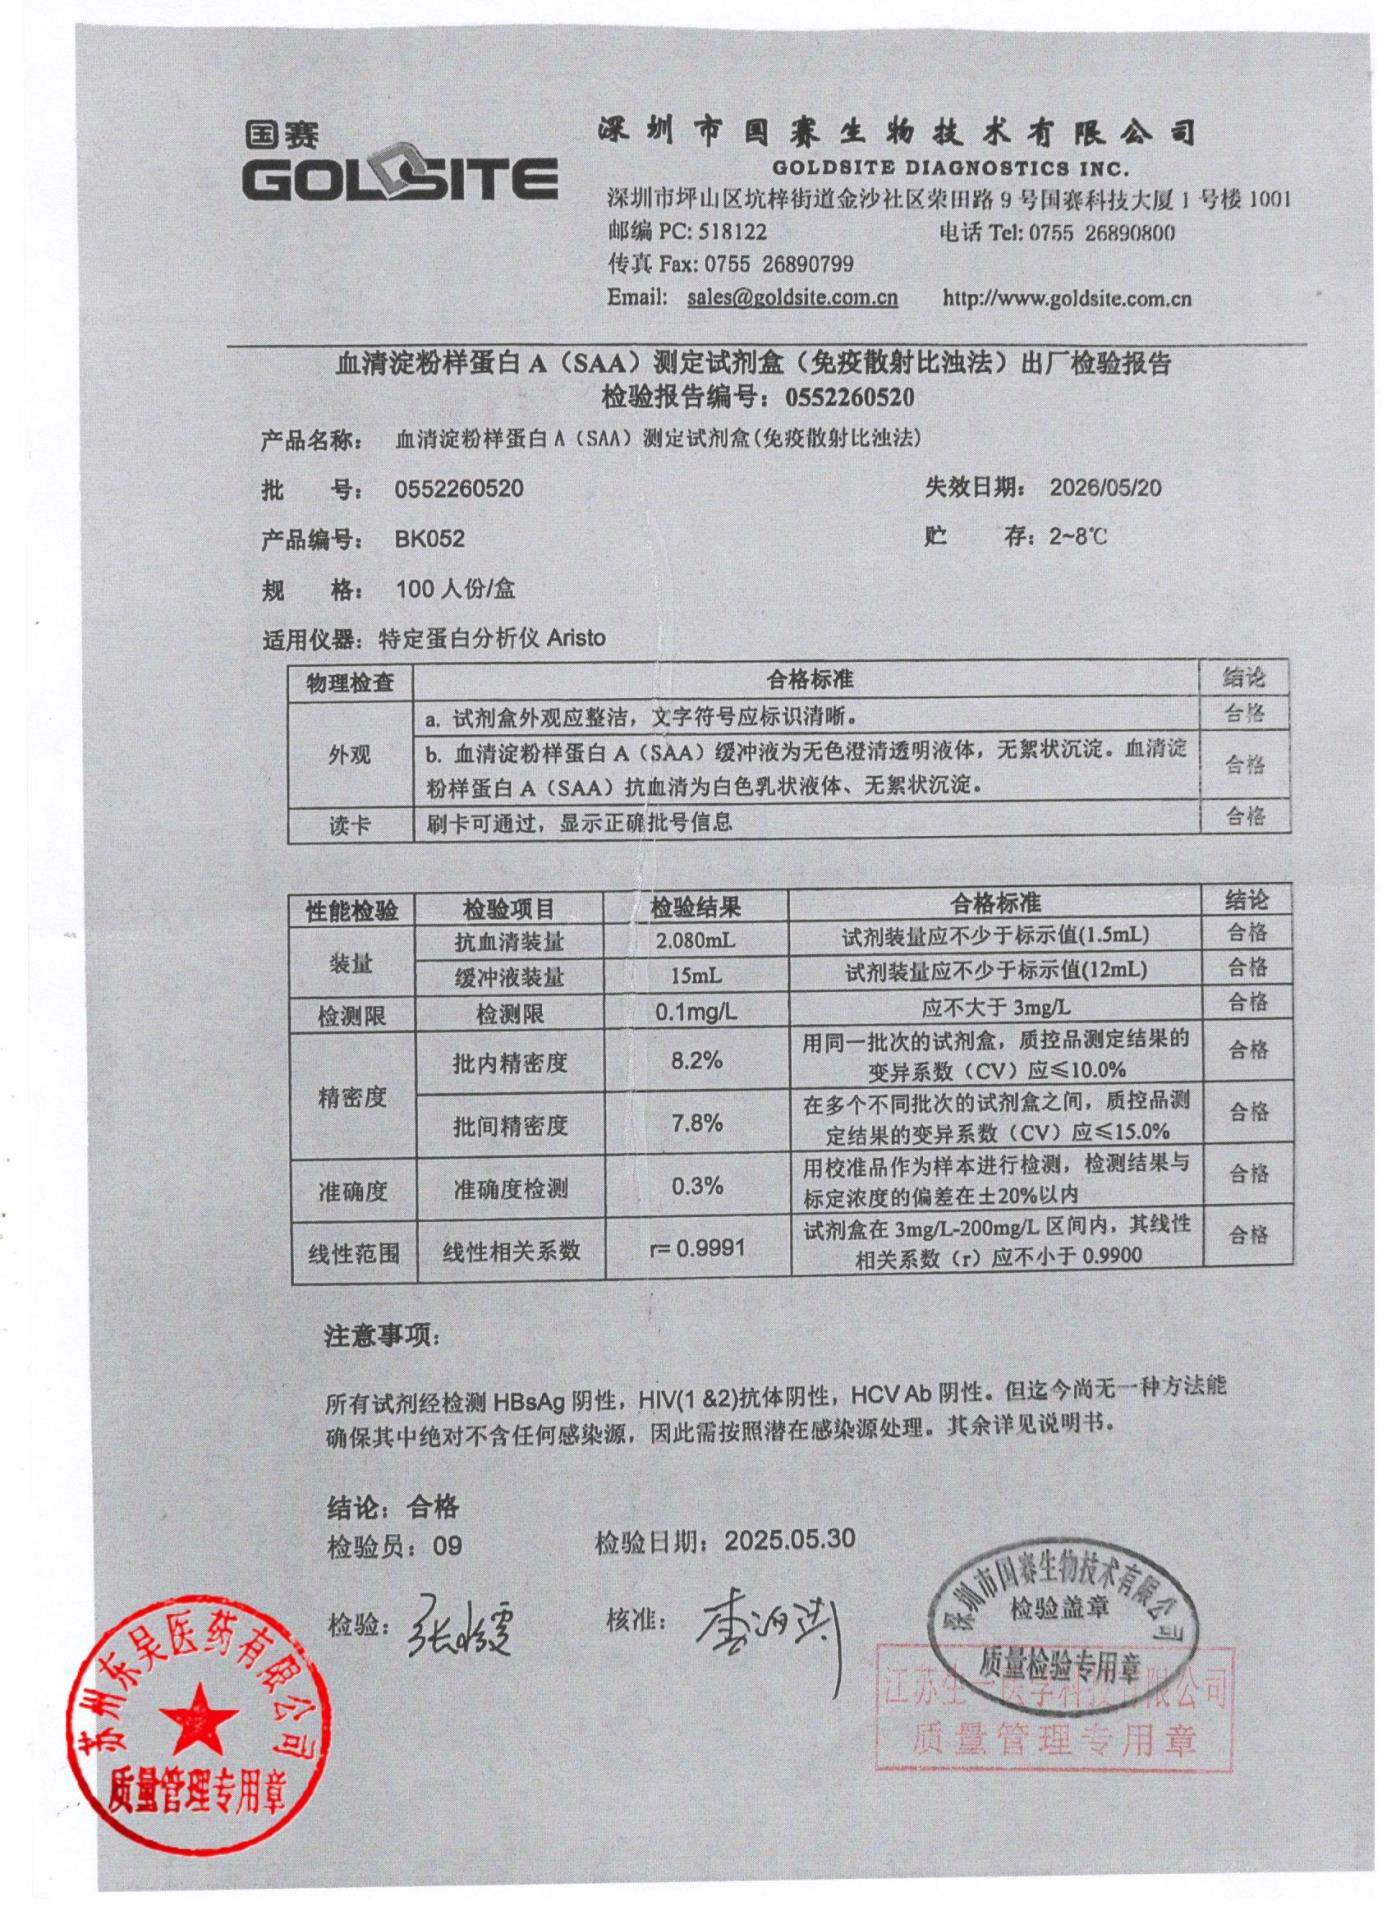 国赛
GOLDSITE
深圳市国赛生物技术有限公司
GOLDSITE DIAGNOSTICS INC.
深圳市坪山区坑梓街道金沙社区荣田路 9 号国赛科技大厦 1 号楼 1001
邮编 PC: 518122 电话 Tel: 0755 26890800
传真 Fax: 0755 26890799
Email: sales@goldsite.com.cn http://www.goldsite.com.cn
血清淀粉样蛋白 A（SAA）测定试剂盒（免疫散射比浊法）出厂检验报告
检验报告编号：0552260520
产品名称： 血清淀粉样蛋白 A（SAA）测定试剂盒(免疫散射比浊法)
批 号： 0552260520 失效日期： 2026/05/20
产品编号： BK052 贮 存：2~8℃
规 格： 100 人份/盒
适用仪器：特定蛋白分析仪 Aristo
物理检查 合格标准 结论
外观 a. 试剂盒外观应整洁，文字符号应标识清晰。 合格
b. 血清淀粉样蛋白 A（SAA）缓冲液为无色澄清透明液体，无絮状沉淀。血清淀
粉样蛋白 A（SAA）抗血清为白色乳状液体、无絮状沉淀。 合格
读卡 刷卡可通过，显示正确批号信息 合格
性能检验 检验项目 检验结果 合格标准 结论
装量 抗血清装量 2.080mL 试剂装量应不少于标示值(1.5mL) 合格
缓冲液装量 15mL 试剂装量应不少于标示值(12mL) 合格
检测限 检测限 0.1mg/L 应不大于 3mg/L 合格
精密度 批内精密度 8.2% 用同一批次的试剂盒，质控品测定结果的
变异系数（CV）应≤10.0% 合格
批间精密度 7.8% 在多个不同批次的试剂盒之间，质控品测
定结果的变异系数（CV）应≤15.0% 合格
准确度 准确度检测 0.3% 用校准品作为样本进行检测，检测结果与
标定浓度的偏差在±20%以内 合格
线性范围 线性相关系数 r= 0.9991 试剂盒在 3mg/L-200mg/L 区间内，其线性
相关系数（r）应不小于 0.9900 合格
注意事项：
所有试剂经检测 HBsAg 阴性，HIV(1 &2)抗体阴性，HCV Ab 阴性。但迄今尚无一种方法能
确保其中绝对不含任何感染源，因此需按照潜在感染源处理。其余详见说明书。
结论：合格
检验员：09 检验日期：2025.05.30
检验： 核准：
深圳市国赛生物技术有限公司
检验盖章
质量检验专用章
江苏生一医学科技有限公司
质量管理专用章
苏州东吴医药有限公司
质量管理专用章